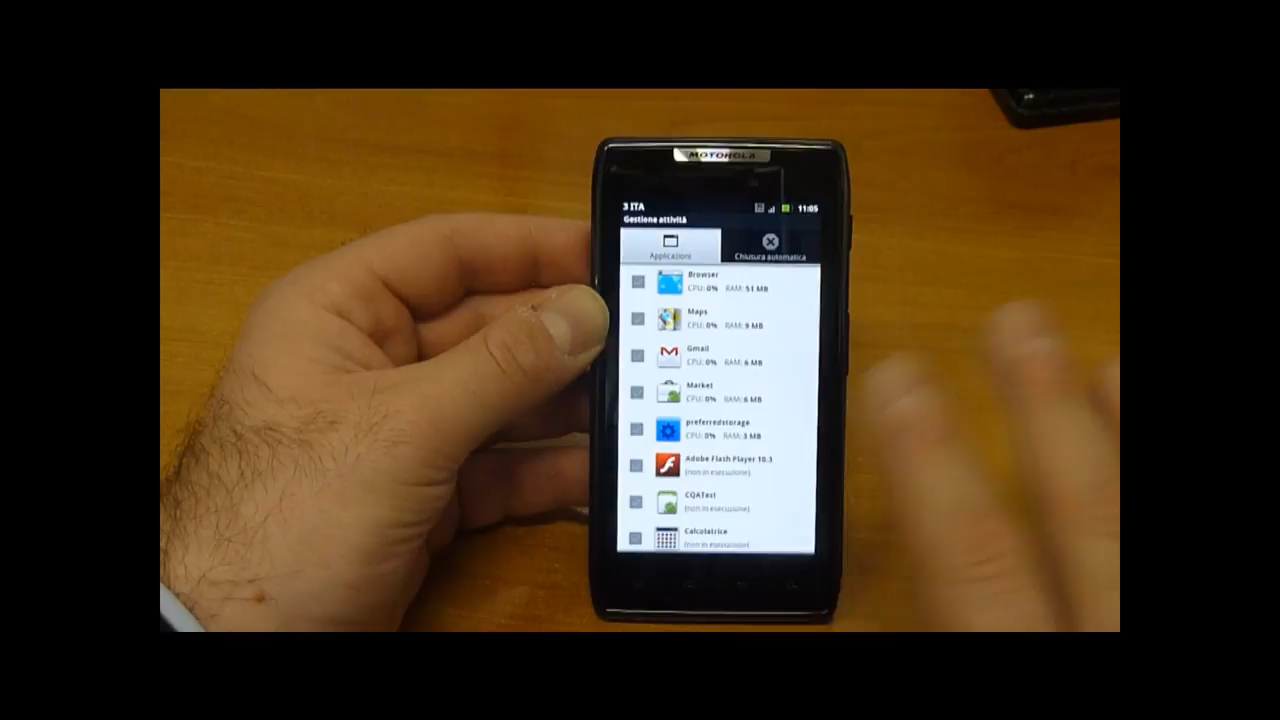 MOTOROLA
3 ITA
11:05
Gestione attività
Applicazioni
Chiusura automatica
Browser
CPU: 0% RAM: 51 MB
Maps
CPU: 0% RAM: 9 MB
Gmail
CPU: 0% RAM: 6 MB
Market
CPU: 0% RAM: 6 MB
preferredstorage
CPU: 0% RAM: 3 MB
Adobe Flash Player 10.3
(non in esecuzione)
CQATest
(non in esecuzione)
Calcolatrice
(non in esecuzione)